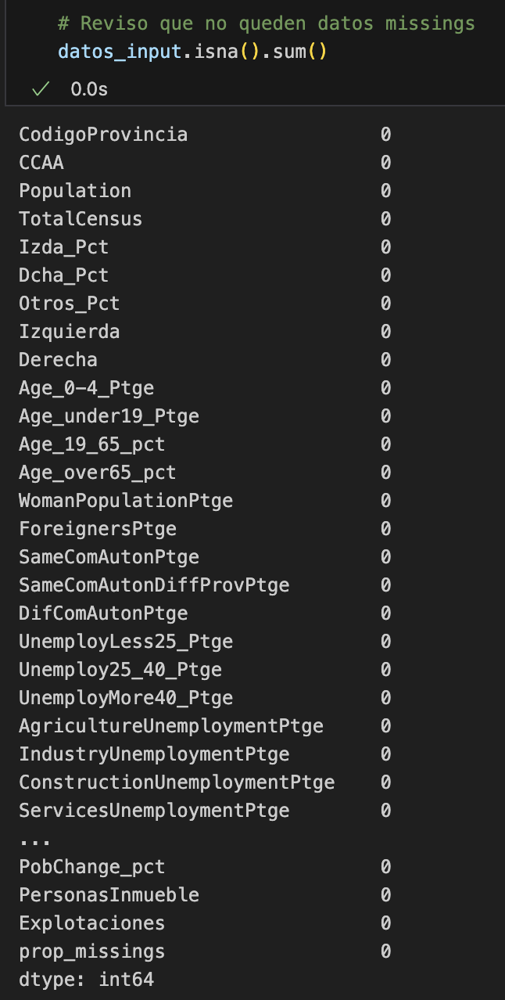 # Reviso que no queden datos missings
datos_input.isna().sum()
0.0s
CodigoProvincia 0
CCAA 0
Population 0
TotalCensus 0
Izda_Pct 0
Dcha_Pct 0
Otros_Pct 0
Izquierda 0
Derecha 0
Age_0-4_Ptge 0
Age_under19_Ptge 0
Age_19_65_pct 0
Age_over65_pct 0
WomanPopulationPtge 0
ForeignersPtge 0
SameComAutonPtge 0
SameComAutonDiffProvPtge 0
DifComAutonPtge 0
UnemployLess25_Ptge 0
Unemploy25_40_Ptge 0
UnemployMore40_Ptge 0
AgricultureUnemploymentPtge 0
IndustryUnemploymentPtge 0
ConstructionUnemploymentPtge 0
ServicesUnemploymentPtge 0
...
PobChange_pct 0
PersonasInmueble 0
Explotaciones 0
prop_missings 0
dtype: int64